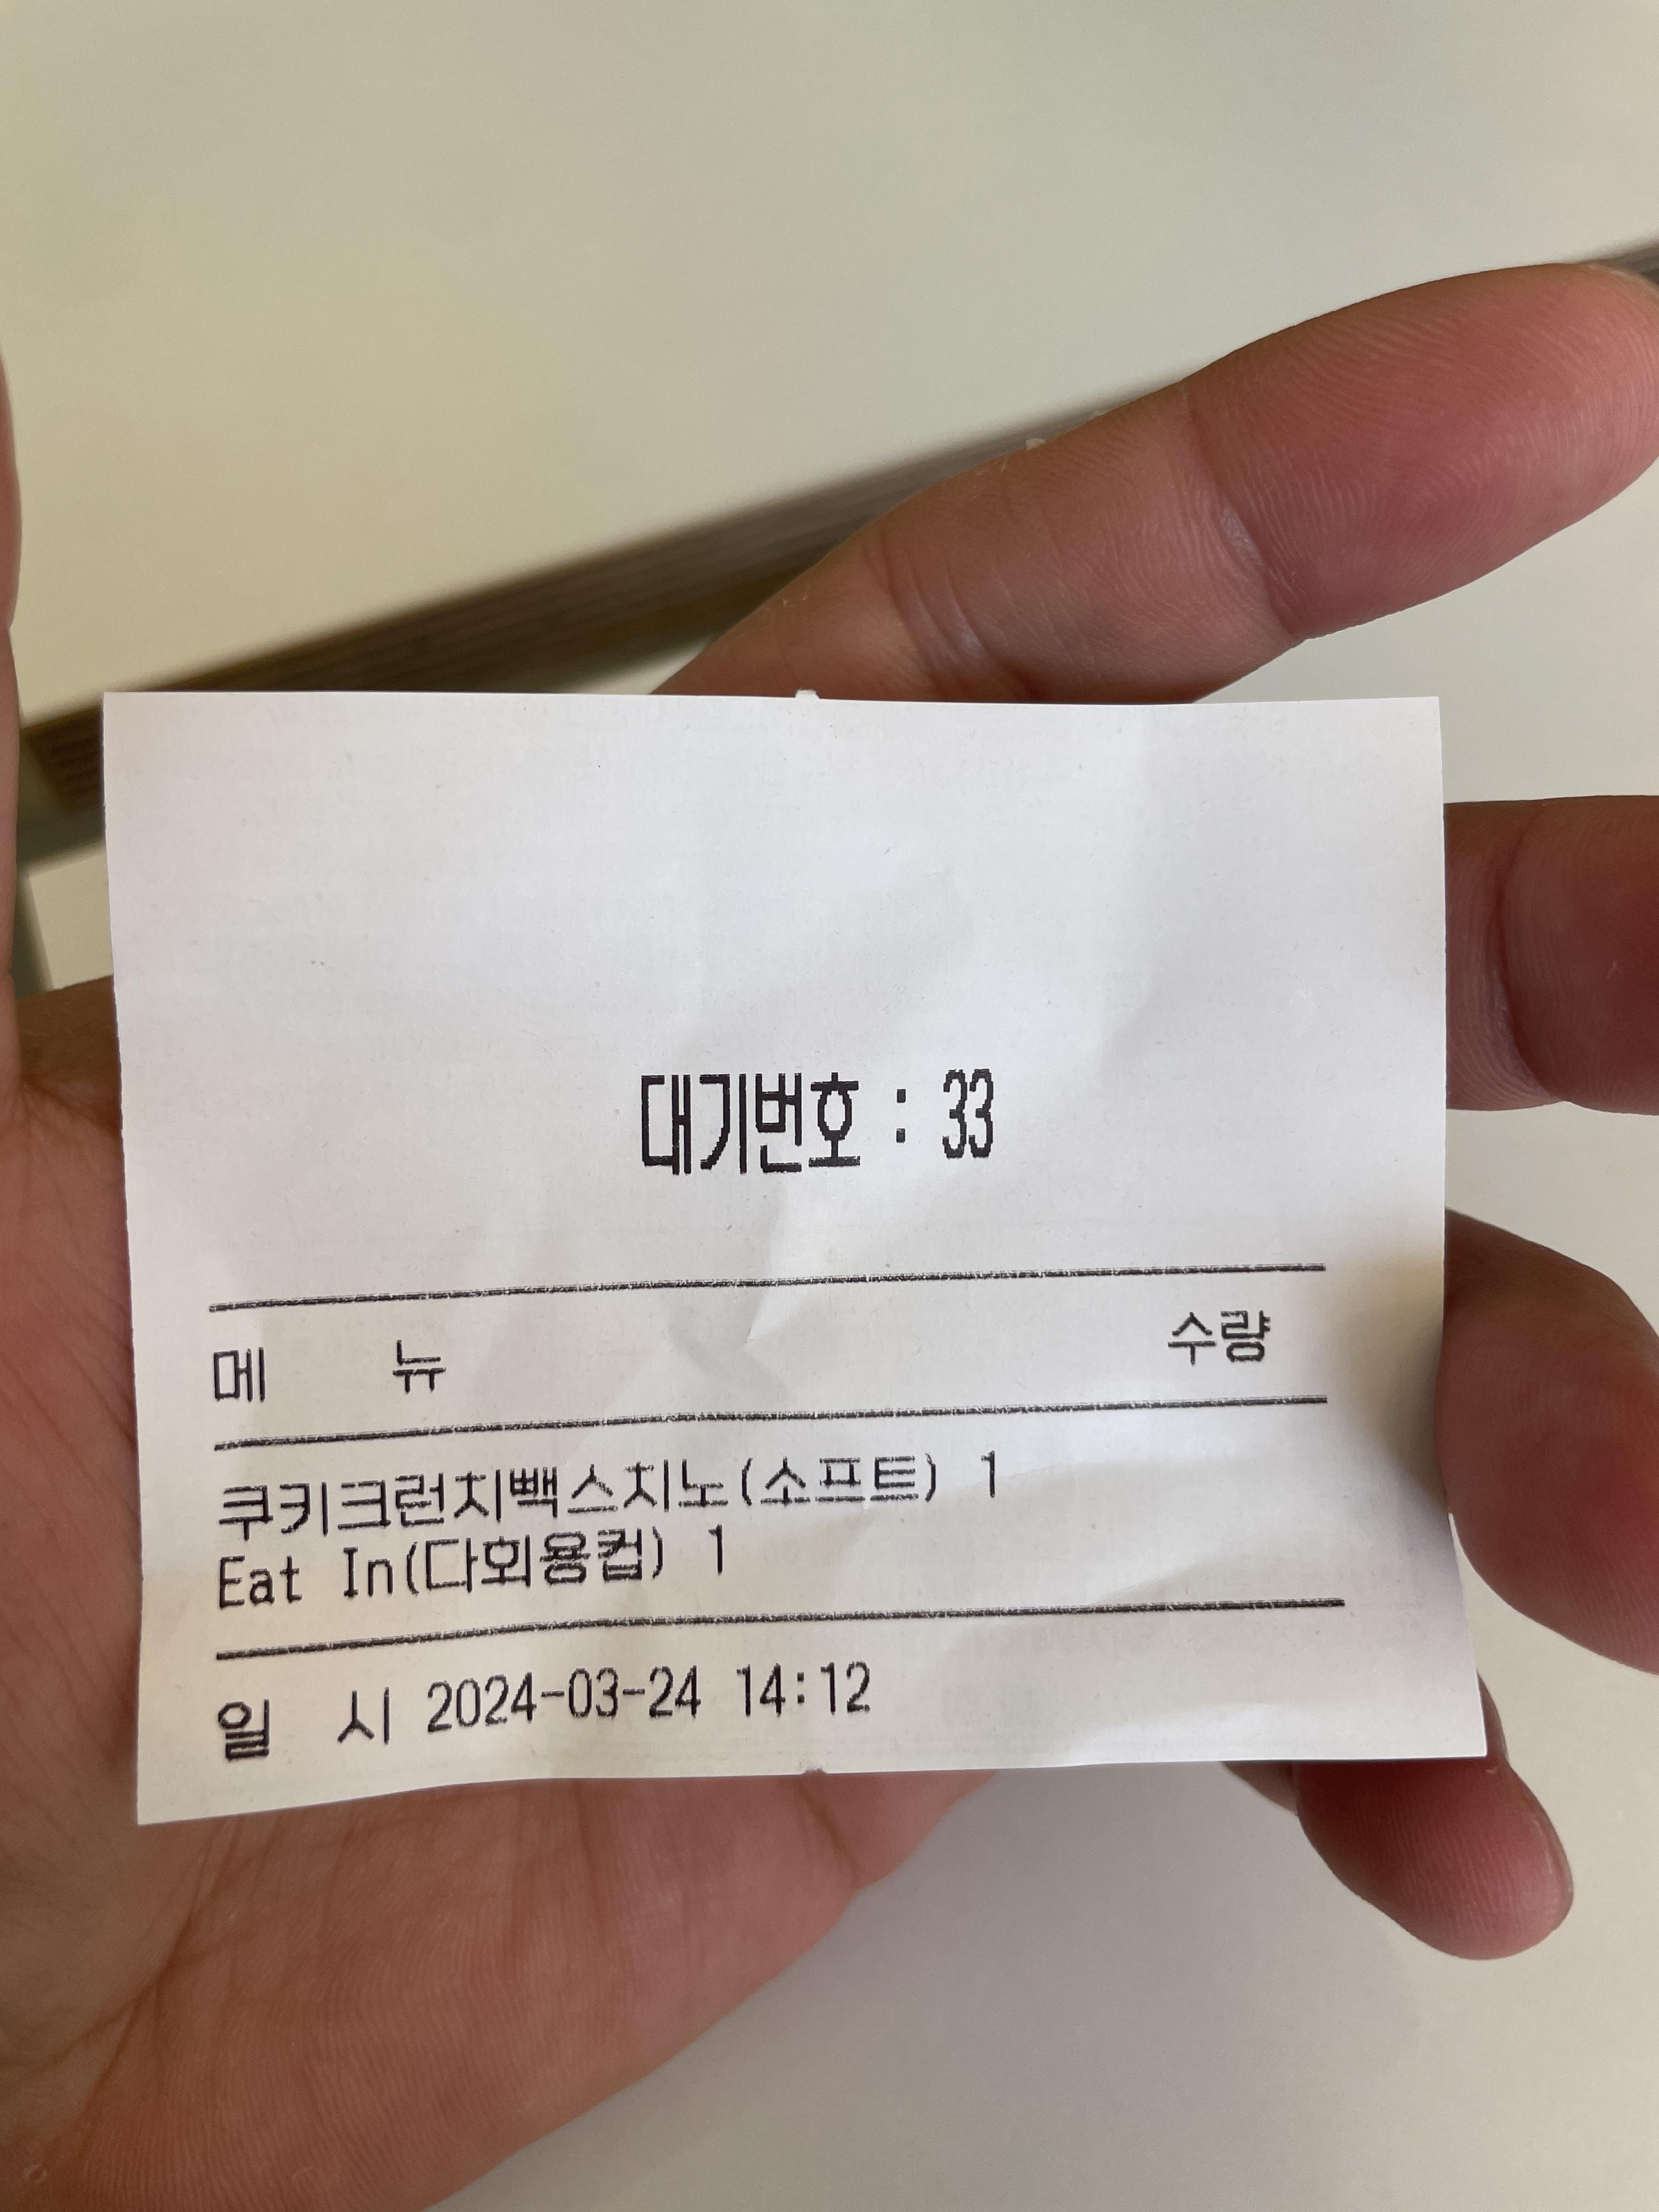 대기번호 : 33
메 뉴 수량
쿠키크런치빽스치노(소프트) 1
Eat In(다회용컵) 1
일 시 2024-03-24 14:12